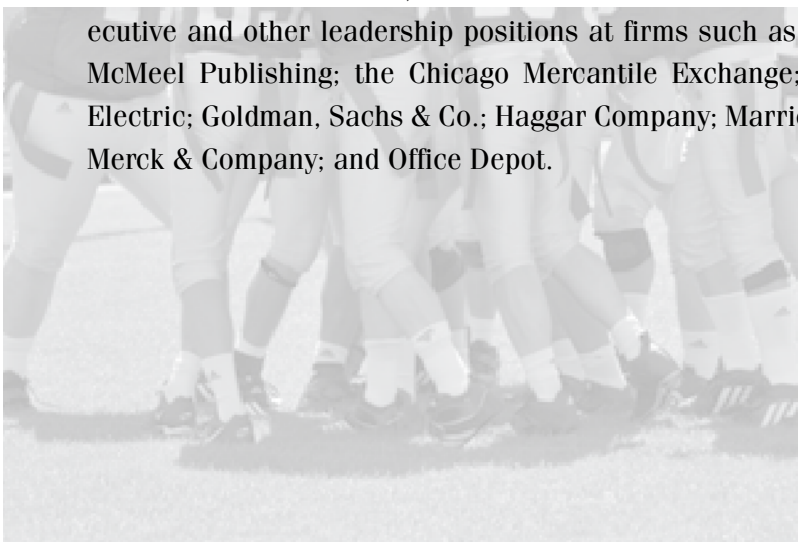 ecutive and other leadership positions at firms such as
McMeel Publishing; the Chicago Mercantile Exchange;
Electric; Goldman, Sachs & Co.; Haggar Company; Marri
Merck & Company; and Office Depot.